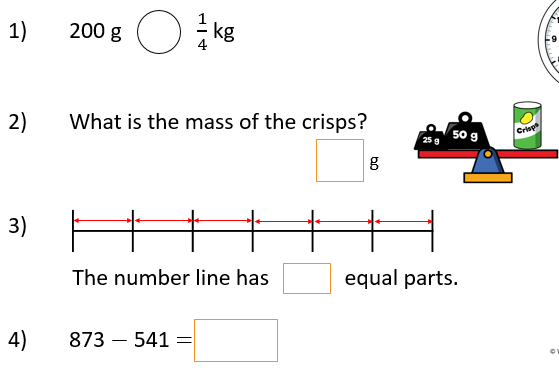 1) 200 g ◯ 1/4 kg
9
2) What is the mass of the crisps?
25 g 50 g Crisps
g
3)
The number line has equal parts.
4) 873 − 541 =
©